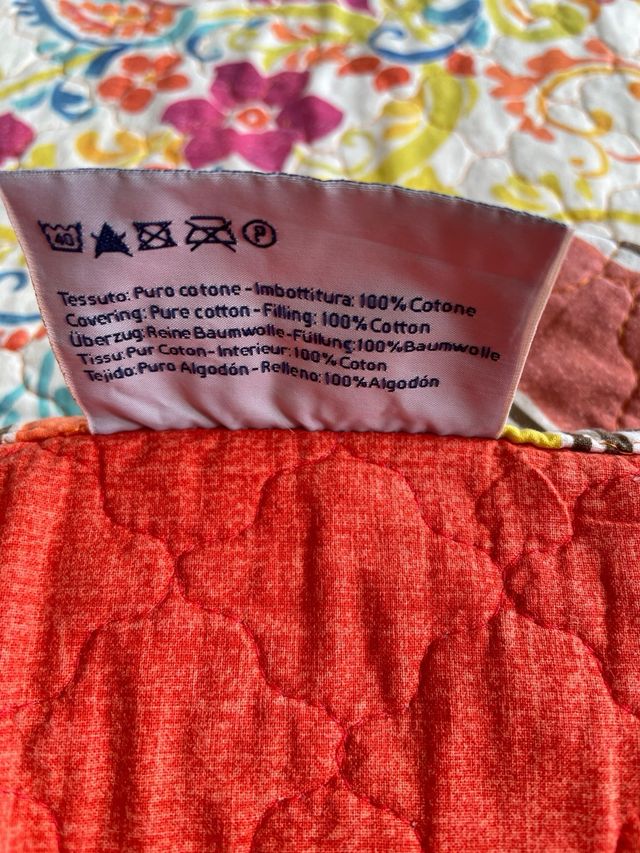 40 P
Tessuto: Puro cotone - Imbottitura: 100% Cotone
Covering: Pure cotton - Filling: 100% Cotton
Überzug: Reine Baumwolle - Füllung: 100% Baumwolle
Tissu: Pur Coton - Interieur: 100% Coton
Tejido: Puro Algodón - Relleno: 100% Algodón